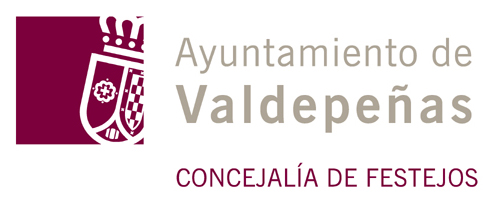 Ayuntamiento de
Valdepeñas
CONCEJALÍA DE FESTEJOS